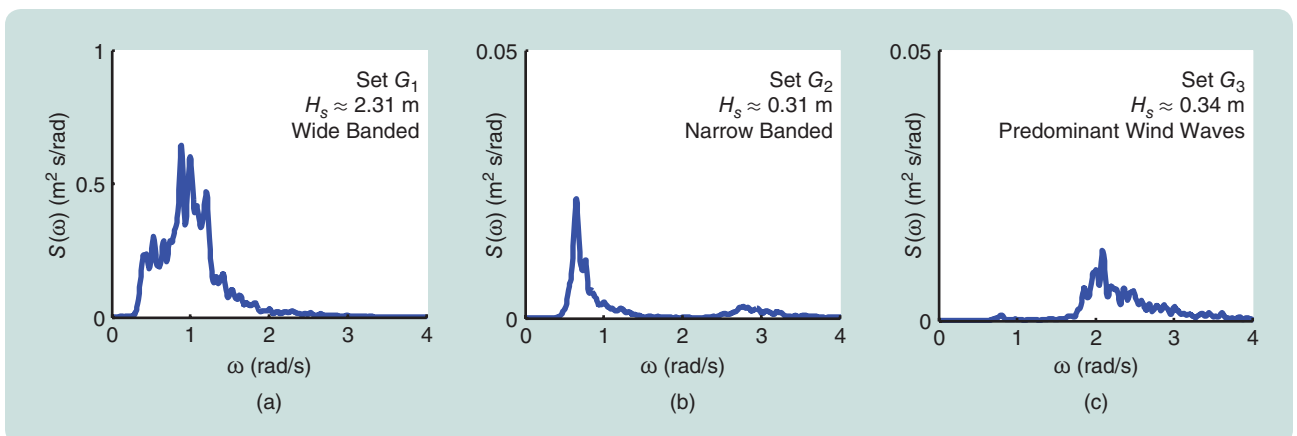 1
0.5
0
S(ω) (m² s/rad)
Set G₁
Hₛ ≈ 2.31 m
Wide Banded
0 1 2 3 4
ω (rad/s)
(a)
0.05
0
S(ω) (m² s/rad)
Set G₂
Hₛ ≈ 0.31 m
Narrow Banded
0 1 2 3 4
ω (rad/s)
(b)
0.05
0
S(ω) (m² s/rad)
Set G₃
Hₛ ≈ 0.34 m
Predominant Wind Waves
0 1 2 3 4
ω (rad/s)
(c)